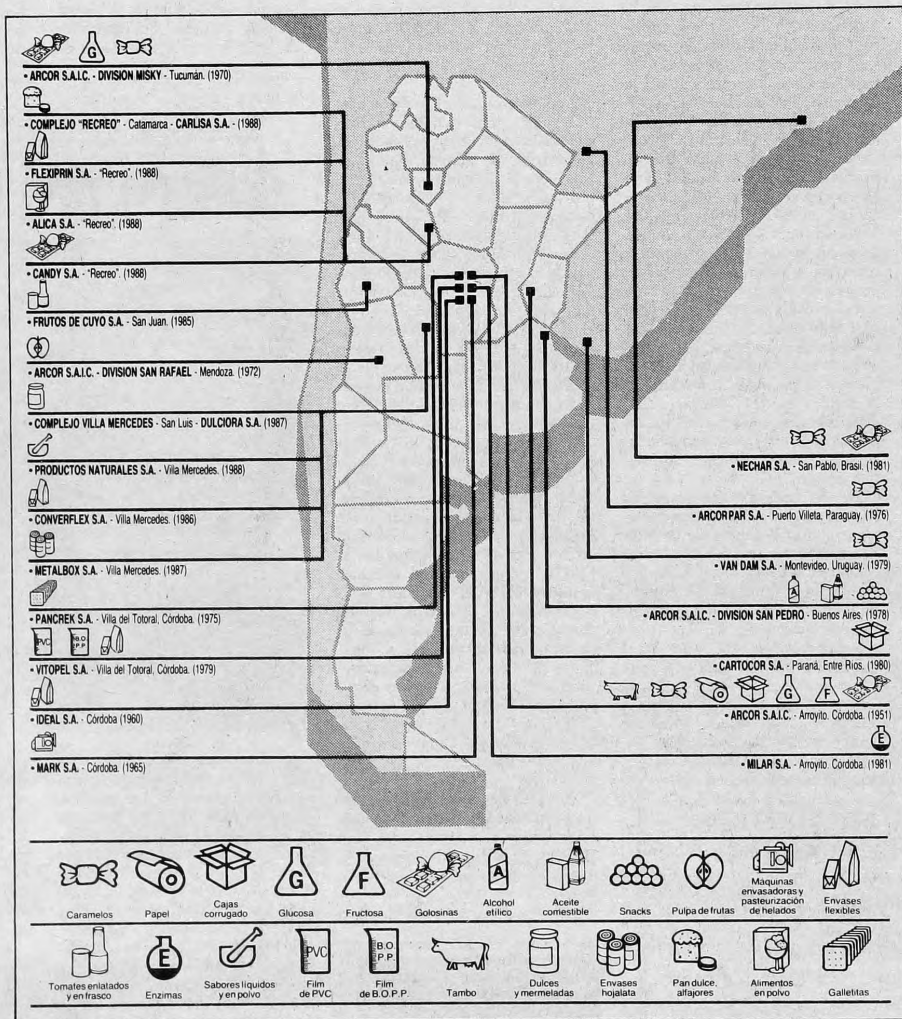 G
• ARCOR S.A.I.C. - DIVISION MISKY - Tucumán. (1970)
• COMPLEJO "RECREO" - Catamarca - CARLISA S.A. - (1988)
• FLEXIPRIN S.A. - "Recreo". (1988)
• ALICA S.A. - "Recreo". (1988)
• CANDY S.A. - "Recreo". (1988)
• FRUTOS DE CUYO S.A. - San Juan. (1985)
• ARCOR S.A.I.C. - DIVISION SAN RAFAEL - Mendoza. (1972)
• COMPLEJO VILLA MERCEDES - San Luis - DULCIORA S.A. (1987)
• PRODUCTOS NATURALES S.A. - Villa Mercedes. (1988)
• CONVERFLEX S.A. - Villa Mercedes. (1986)
• METALBOX S.A. - Villa Mercedes. (1987)
• PANCREK S.A. - Villa del Totoral, Córdoba. (1975)
PVC B.O. P.P.
• VITOPEL S.A. - Villa del Totoral, Córdoba. (1979)
• IDEAL S.A. - Córdoba (1960)
• MARK S.A. - Córdoba. (1965)
• NECHAR S.A. - San Pablo, Brasil. (1981)
• ARCORPAR S.A. - Puerto Villeta, Paraguay. (1976)
• VAN DAM S.A. - Montevideo, Uruguay. (1979)
A
• ARCOR S.A.I.C. - DIVISION SAN PEDRO - Buenos Aires. (1978)
• CARTOCOR S.A. - Paraná, Entre Ríos. (1980)
G F
• ARCOR S.A.I.C. - Arroyito. Córdoba. (1951)
E
• MILAR S.A. - Arroyito. Córdoba. (1981)
G F A
Caramelos
Papel
Cajas
corrugado
Glucosa
Fructosa
Golosinas
Alcohol
etílico
Aceite
comestible
Snacks
Pulpa de frutas
Maquinas
envasadoras y
pasteurización
de helados
Envases
flexibles
E PVC B.O. P.P.
Tomates enlatados
y en frasco
Enzimas
Sabores líquidos
y en polvo
Film
de PVC
Film
de B.O.P.P.
Tambo
Dulces
y mermeladas
Envases
hojalata
Pan dulce,
alfajores
Alimentos
en polvo
Galletitas